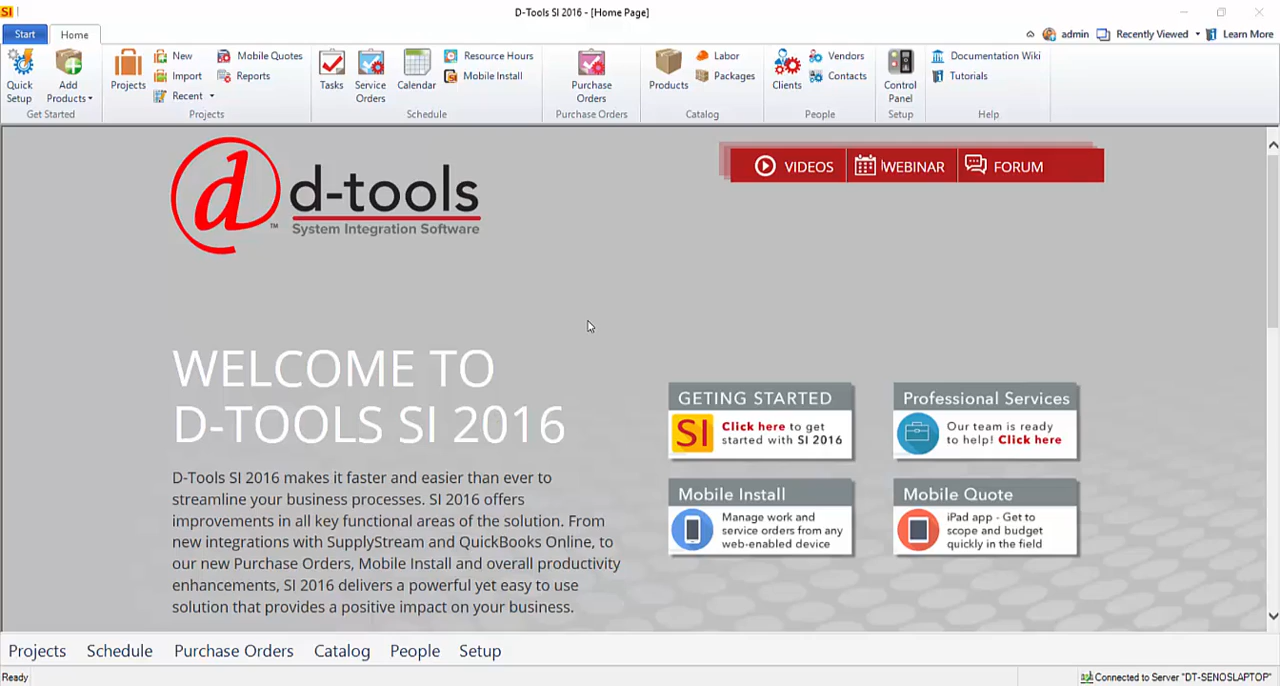 SI
D-Tools SI 2016 - [Home Page]
Start
Home
admin
Recently Viewed
Learn More
Quick Setup
Add Products
Get Started
Projects
New
Import
Recent
Mobile Quotes
Reports
Projects
Tasks
Service Orders
Calendar
Resource Hours
Mobile Install
Schedule
Purchase Orders
Purchase Orders
Products
Labor
Packages
Catalog
Clients
Vendors
Contacts
People
Control Panel
Setup
Documentation Wiki
Tutorials
Help
d
™
d-tools
System Integration Software
VIDEOS
WEBINAR
FORUM
WELCOME TO
D-TOOLS SI 2016
D-Tools SI 2016 makes it faster and easier than ever to
streamline your business processes. SI 2016 offers
improvements in all key functional areas of the solution. From
new integrations with SupplyStream and QuickBooks Online, to
our new Purchase Orders, Mobile Install and overall productivity
enhancements, SI 2016 delivers a powerful yet easy to use
solution that provides a positive impact on your business.
GETING STARTED
SI
Click here to get
started with SI 2016
Professional Services
Our team is ready
to help! Click here
Mobile Install
Manage work and
service orders from any
web-enabled device
Mobile Quote
iPad app - Get to
scope and budget
quickly in the field
Projects
Schedule
Purchase Orders
Catalog
People
Setup
Ready
Connected to Server "DT-SENOSLAPTOP"